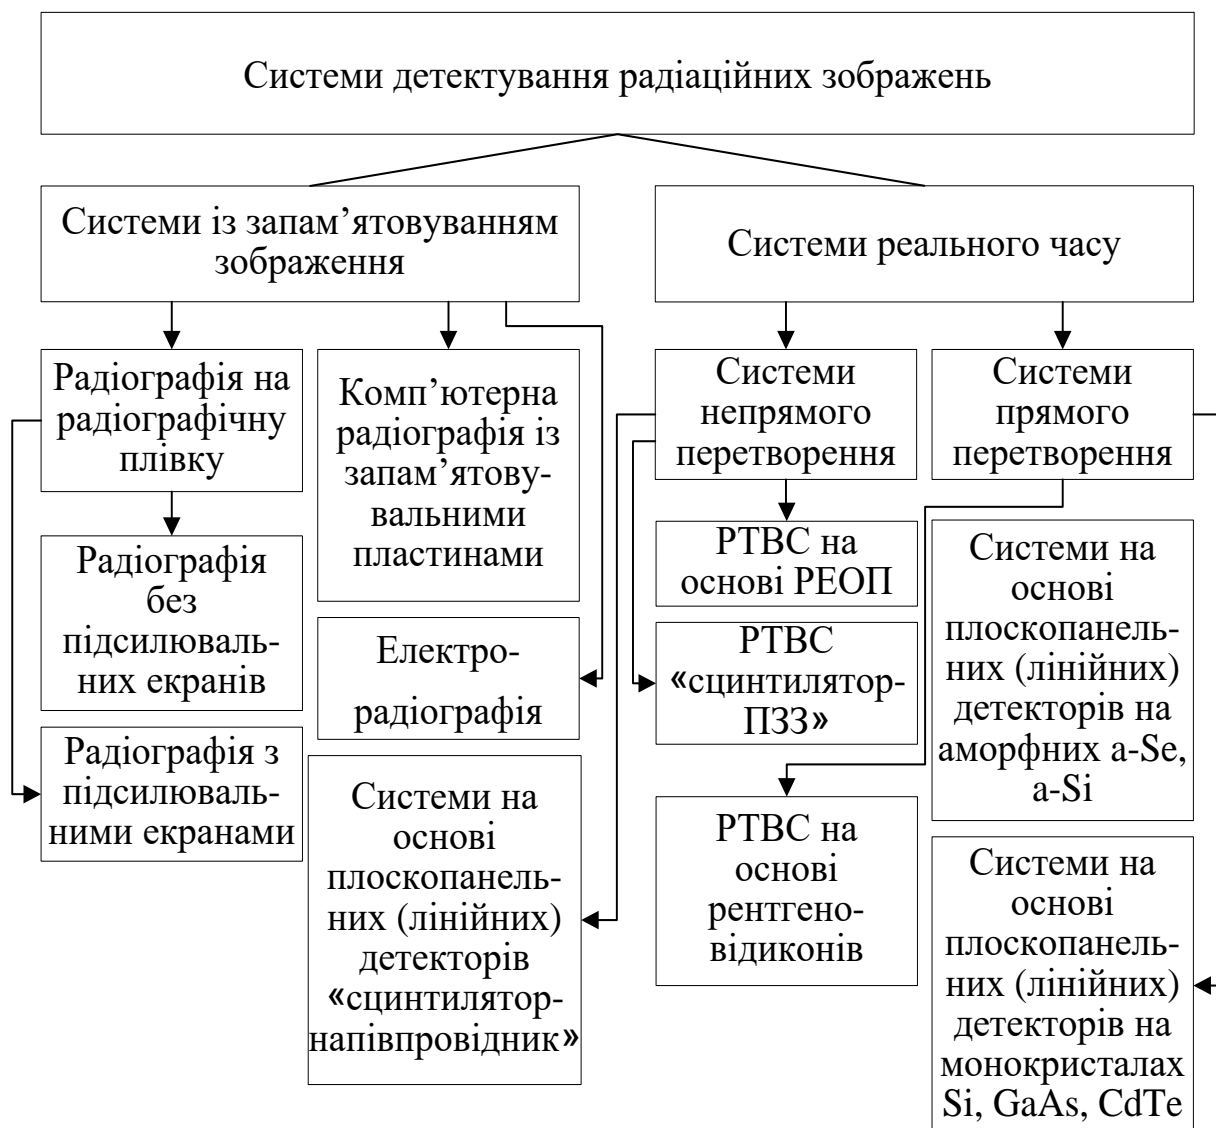 Системи детектування радіаційних зображень
Системи із запам’ятовуванням
зображення
Системи реального часу
Радіографія на
радіографічну
плівку
Комп’ютерна
радіографія із
запам’ятову-
вальними
пластинами
Системи
непрямого
перетворення
Системи
прямого
перетворення
Радіографія
без
підсилюваль-
них екранів
Електро-
радіографія
РТВС на
основі РЕОП
РТВС
«сцинтилятор-
ПЗЗ»
Системи на
основі
плоскопанель-
них (лінійних)
детекторів на
аморфних a-Se,
a-Si
Радіографія з
підсилюваль-
ними екранами
Системи на
основі
плоскопанель-
них (лінійних)
детекторів
«сцинтилятор-
напівпровідник»
РТВС на
основі
рентгено-
відиконів
Системи на
основі
плоскопанель-
них (лінійних)
детекторів на
монокристалах
Si, GaAs, CdTe